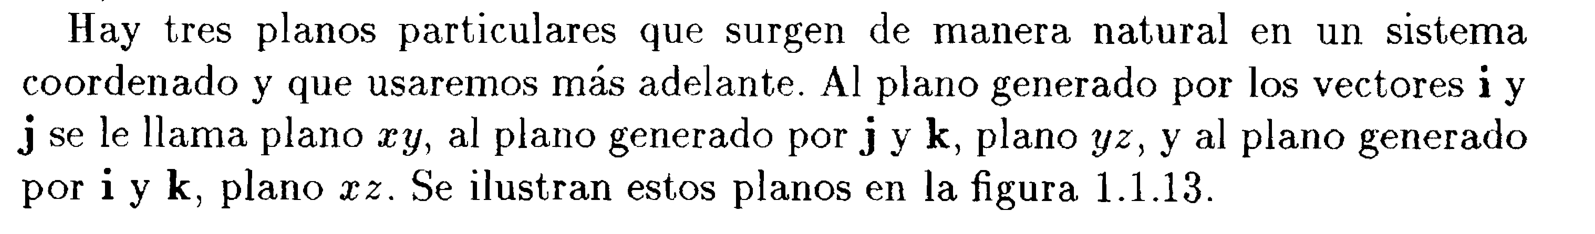 Hay tres planos particulares que surgen de manera natural en un sistema
coordenado y que usaremos más adelante. Al plano generado por los vectores i y
j se le llama plano xy, al plano generado por j y k, plano yz, y al plano generado
por i y k, plano xz. Se ilustran estos planos en la figura 1.1.13.